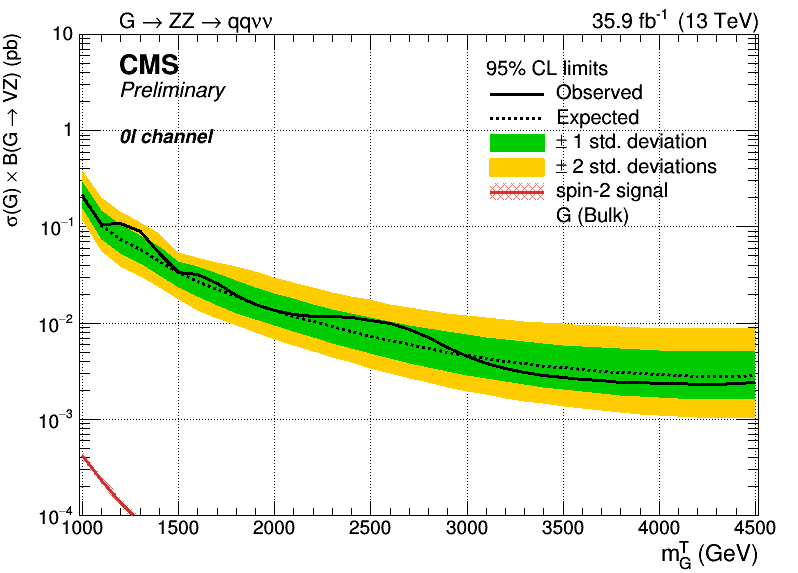 G → ZZ → qqνν
35.9 fb⁻¹ (13 TeV)
σ(G) × B(G → VZ) (pb)
CMS
Preliminary
0l channel
95% CL limits
Observed
Expected
± 1 std. deviation
± 2 std. deviations
spin-2 signal
G (Bulk)
10
1
10⁻¹
10⁻²
10⁻³
10⁻⁴
1000 1500 2000 2500 3000 3500 4000 4500
m_G^T (GeV)